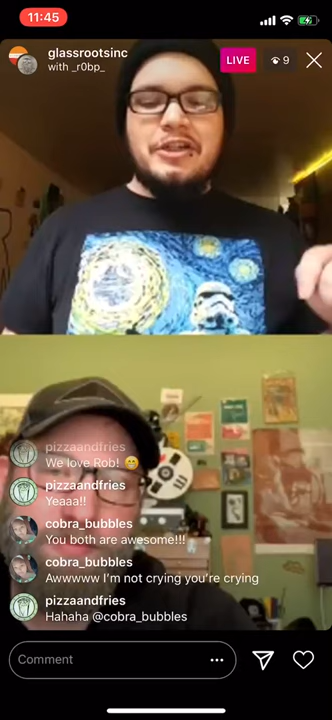 11:45
glassrootsinc
with _r0bp_
LIVE
9
pizzaandfries
We love Rob! 😁
pizzaandfries
Yeaaa!!
cobra_bubbles
You both are awesome!!!
cobra_bubbles
Awwwww I'm not crying you're crying
pizzaandfries
Hahaha @cobra_bubbles
Comment